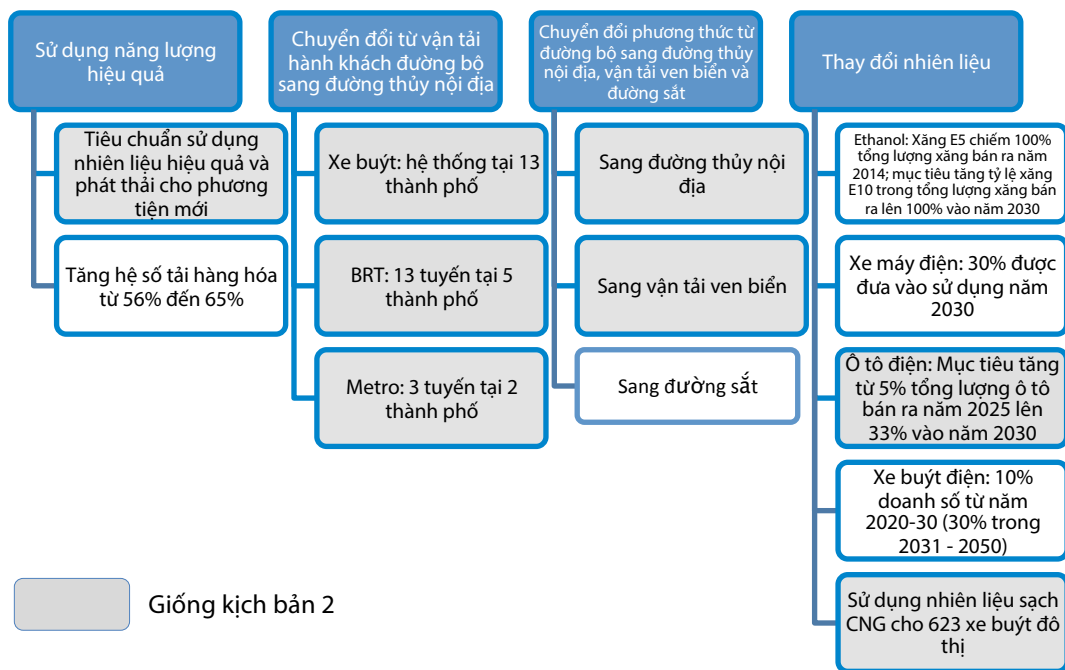 Sử dụng năng lượng
hiệu quả
Tiêu chuẩn sử dụng
nhiên liệu hiệu quả và
phát thải cho phương
tiện mới
Tăng hệ số tải hàng hóa
từ 56% đến 65%
Chuyển đổi từ vận tải
hành khách đường bộ
sang đường thủy nội địa
Xe buýt: hệ thống tại 13
thành phố
BRT: 13 tuyến tại 5
thành phố
Metro: 3 tuyến tại 2
thành phố
Chuyển đổi phương thức từ
đường bộ sang đường thủy
nội địa, vận tải ven biển và
đường sắt
Sang đường thủy nội
địa
Sang vận tải ven biển
Sang đường sắt
Thay đổi nhiên liệu
Ethanol: Xăng E5 chiếm 100%
tổng lượng xăng bán ra năm
2014; mục tiêu tăng tỷ lệ xăng
E10 trong tổng lượng xăng bán
ra lên 100% vào năm 2030
Xe máy điện: 30% được
đưa vào sử dụng năm
2030
Ô tô điện: Mục tiêu tăng
từ 5% tổng lượng ô tô
bán ra năm 2025 lên
33% vào năm 2030
Xe buýt điện: 10%
doanh số từ năm
2020-30 (30% trong
2031 - 2050)
Sử dụng nhiên liệu sạch
CNG cho 623 xe buýt đô
thị
Giống kịch bản 2